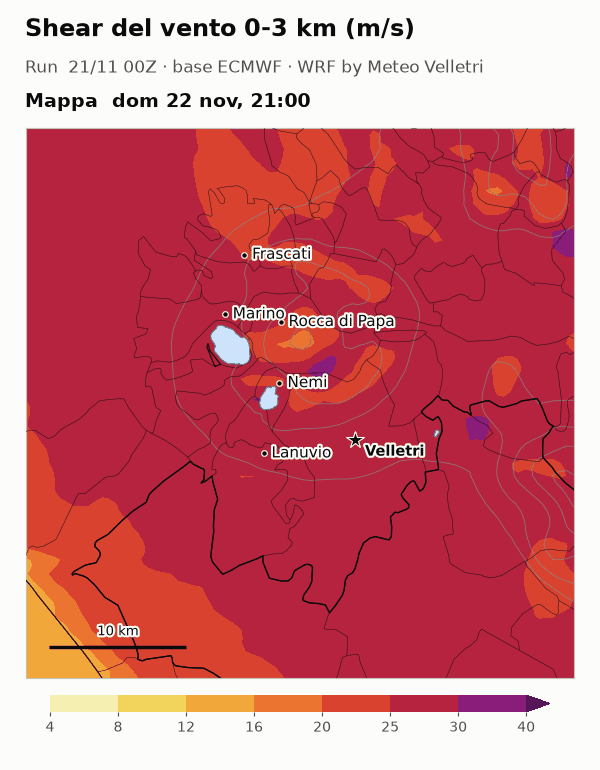 Shear del vento 0-3 km (m/s)
Run  21/11 00Z · base ECMWF · WRF by Meteo Velletri
Mappa  dom 22 nov, 21:00
Frascati
Marino
Rocca di Papa
Nemi
Velletri
Lanuvio
10 km
4 8 12 16 20 25 30 40